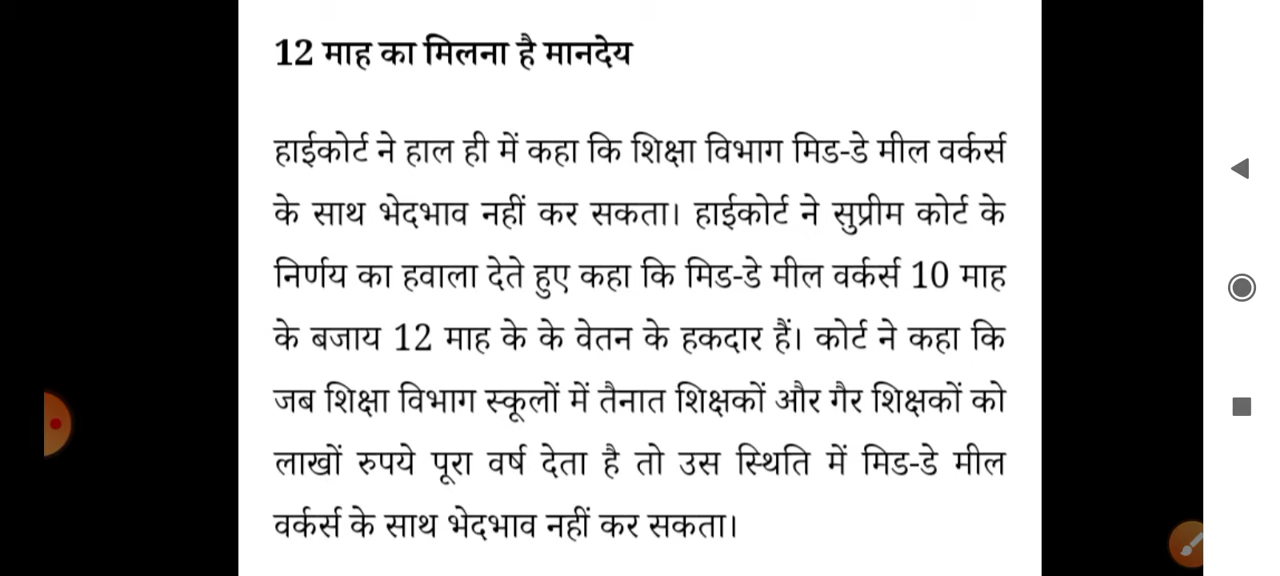 12 माह का मिलना है मानदेय
हाईकोर्ट ने हाल ही में कहा कि शिक्षा विभाग मिड-डे मील वर्कर्स
के साथ भेदभाव नहीं कर सकता। हाईकोर्ट ने सुप्रीम कोर्ट के
निर्णय का हवाला देते हुए कहा कि मिड-डे मील वर्कर्स 10 माह
के बजाय 12 माह के के वेतन के हकदार हैं। कोर्ट ने कहा कि
जब शिक्षा विभाग स्कूलों में तैनात शिक्षकों और गैर शिक्षकों को
लाखों रुपये पूरा वर्ष देता है तो उस स्थिति में मिड-डे मील
वर्कर्स के साथ भेदभाव नहीं कर सकता।